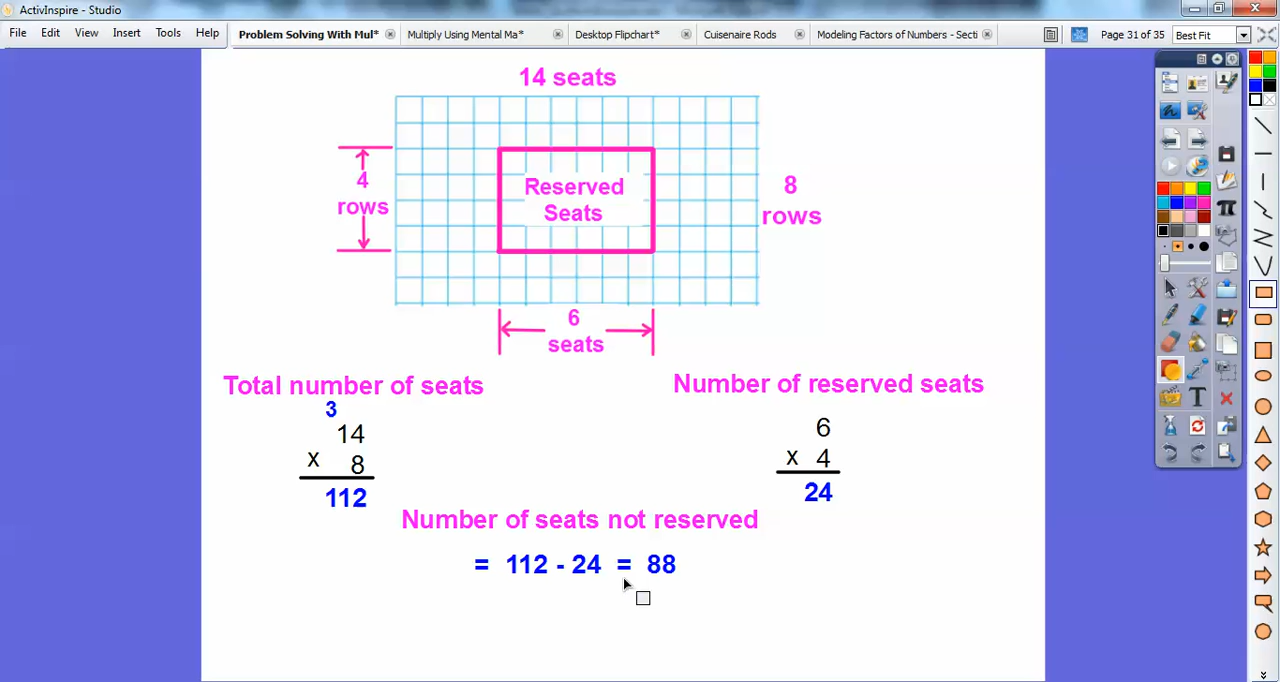 ActivInspire - Studio
File Edit View Insert Tools Help
Problem Solving With Mul* Multiply Using Mental Ma* Desktop Flipchart* Cuisenaire Rods Modeling Factors of Numbers - Secti Page 31 of 35 Best Fit
14 seats
4
rows
Reserved
Seats
8
rows
6
seats
Total number of seats
3
14
x 8
112
Number of reserved seats
6
x 4
24
Number of seats not reserved
= 112 - 24 = 88